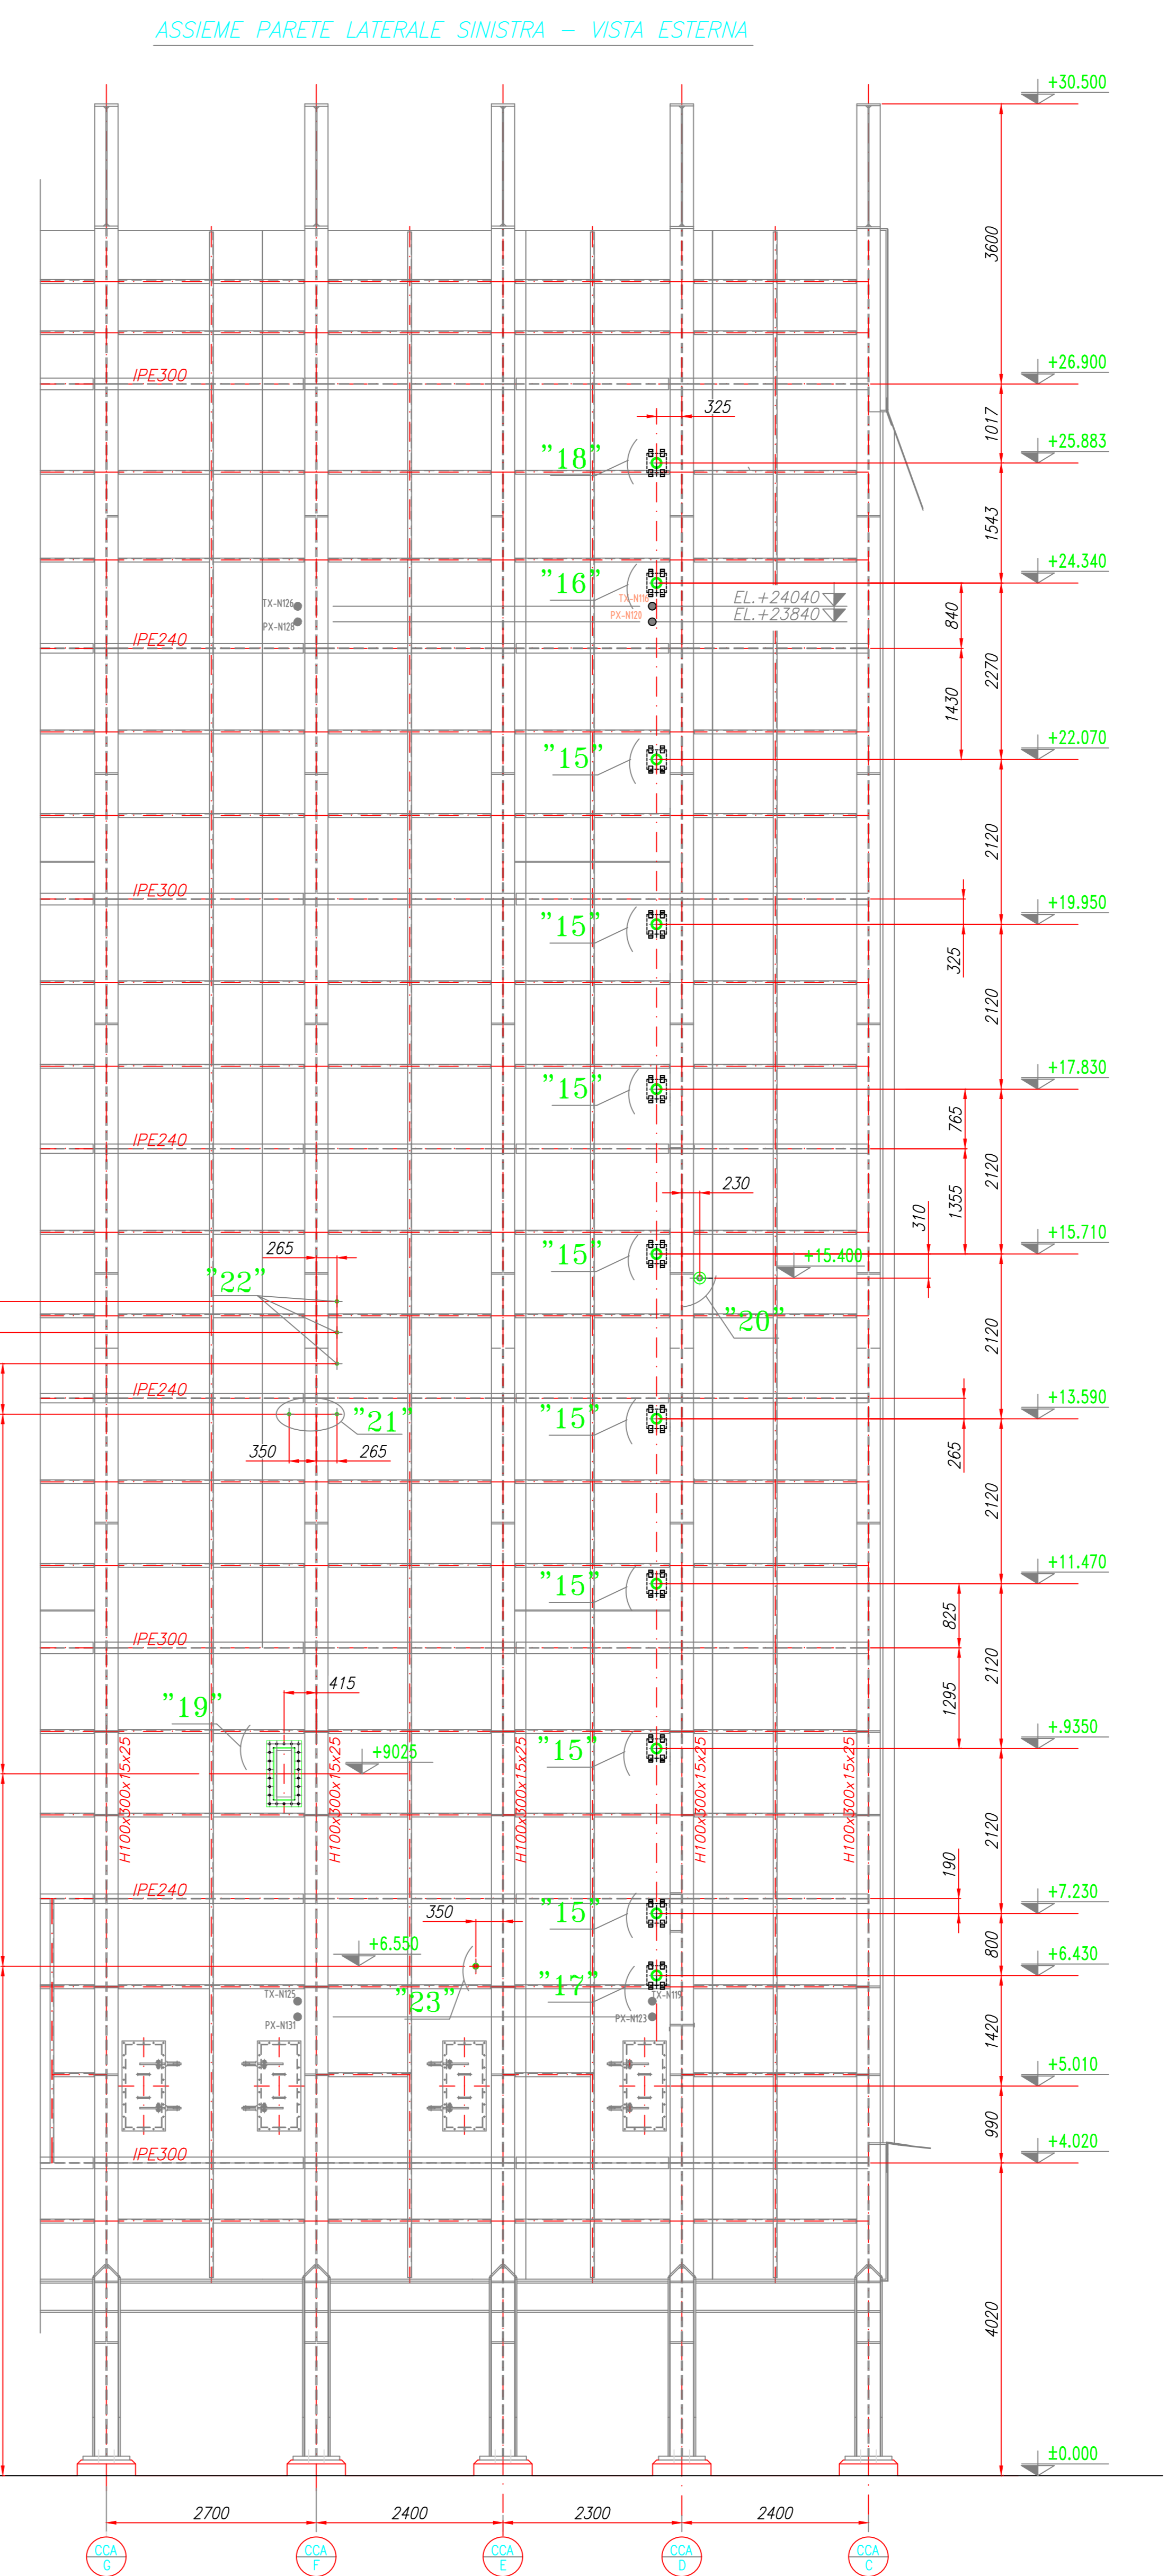 ASSIEME PARETE LATERALE SINISTRA – VISTA ESTERNA
+30.500
3600
IPE300
+26.900
325
1017
"18"
+25.883
1543
"16"
+24.340
TX-N126
TX-N118
EL.+24040
PX-N128
PX-N120
EL.+23840
840
2270
IPE240
1430
"15"
+22.070
2120
IPE300
"15"
+19.950
325
2120
"15"
+17.830
765
IPE240
2120
1355
230
310
265
"15"
+15.710
+15.400
"22"
"20"
2120
IPE240
"21"
"15"
+13.590
350
265
265
2120
"15"
+11.470
825
IPE300
2120
1295
415
"19"
"15"
+.9350
+9025
H100x300x15x25
H100x300x15x25
H100x300x15x25
H100x300x15x25
H100x300x15x25
2120
190
IPE240
350
"15"
+7.230
+6.550
800
"23"
"17"
+6.430
TX-N125
TX-N119
PX-N131
PX-N123
1420
+5.010
990
IPE300
+4.020
4020
±0.000
2700
2400
2300
2400
CCA
G
CCA
F
CCA
E
CCA
D
CCA
C